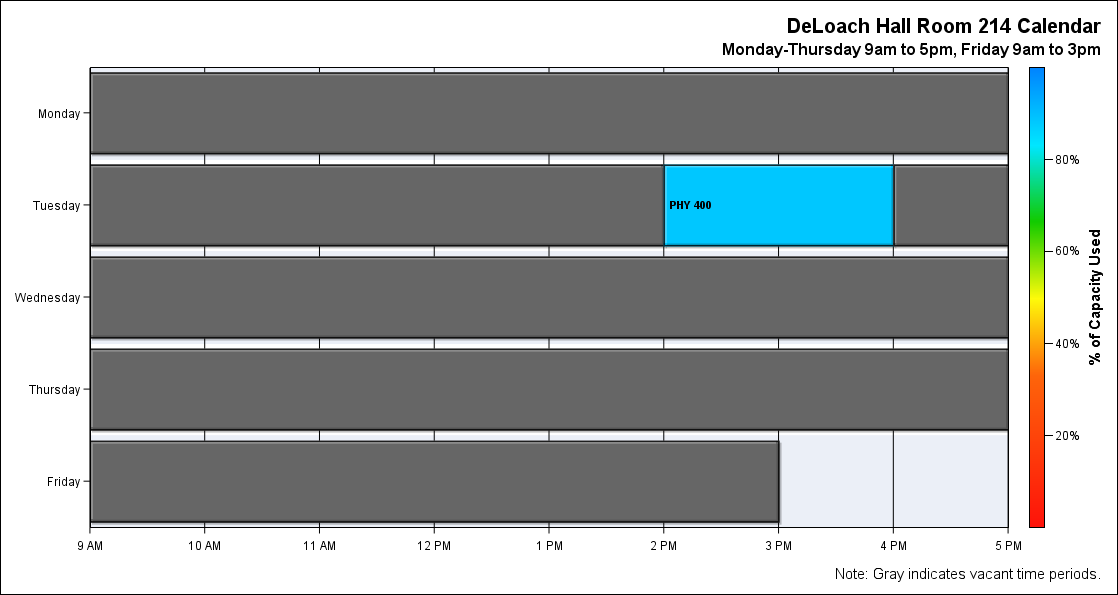 DeLoach Hall Room 214 Calendar
Monday-Thursday 9am to 5pm, Friday 9am to 3pm
Monday
Tuesday
PHY 400
Wednesday
Thursday
Friday
9 AM 10 AM 11 AM 12 PM 1 PM 2 PM 3 PM 4 PM 5 PM
80%
60%
40%
20%
% of Capacity Used
Note: Gray indicates vacant time periods.